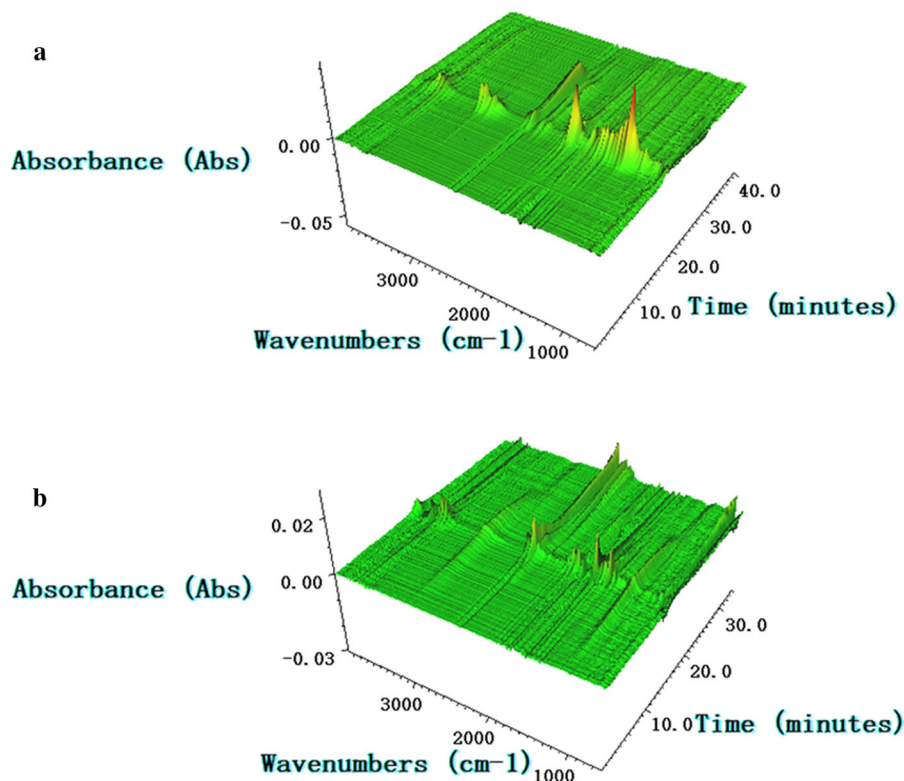 a
Absorbance (Abs)
0.00
-0.05
3000
2000
1000
Wavenumbers (cm-1)
10.0
20.0
30.0
40.0
Time (minutes)
b
Absorbance (Abs)
0.02
0.00
-0.03
3000
2000
1000
Wavenumbers (cm-1)
10.0
20.0
30.0
Time (minutes)